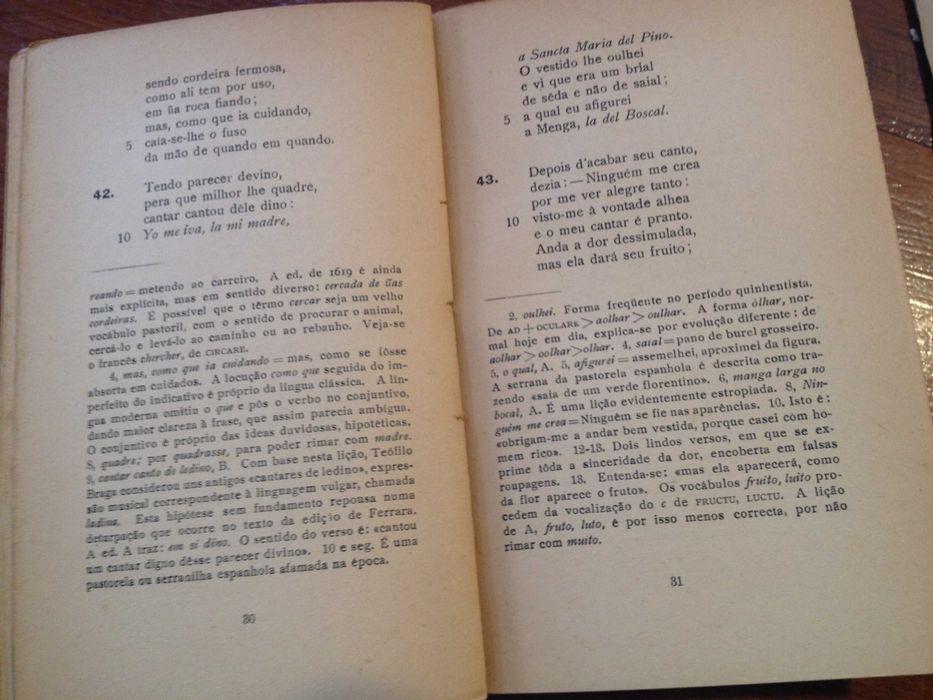 sendo cordeira fermosa,
como ali tem por uso,
em ũa roca fiando;
mas, como que ia cuidando,
5 caía-se-lhe o fuso
da mão de quando em quando.
42. Tendo parecer devino,
pera que milhor lhe quadre,
cantar cantou dêle dino:
10 Yo me iva, la mi madre,
reando = metendo ao carreiro. A ed. de 1619 é ainda
mais explícita, mas em sentido diverso: cercada de ũas
cordeiras. É possível que o têrmo cercar seja um velho
vocábulo pastoril, com o sentido de procurar o animal,
cercá-lo e levá-lo ao caminho ou ao rebanho. Veja-se
o francês chercher, de CIRCARE.
4, mas, como que ia cuidando = mas, como se fôsse
absorta em cuidados. A locução como que seguida do im-
perfeito do indicativo é própria da língua clássica. A lín-
gua moderna omitiu o que e pôs o verbo no conjuntivo,
dando maior clareza à frase, que assim parecia ambígua.
O conjuntivo é próprio das ideas duvidosas, hipotéticas.
8, quadre; por quadrasse, para poder rimar com madre.
9, cantar canto de ledino, B. Com base nesta lição, Teófilo
Braga considerou uns antigos «cantares de ledino», expres-
são musical correspondente à linguagem vulgar, chamada
ladina. Esta hipótese sem fundamento repousa numa
deturpação que ocorre no texto da edição de Ferrara.
A ed. A traz: em si dino. O sentido do verso é: «cantou
um cantar digno dêsse parecer divino». 10 e seg. É uma
pastorela ou serranilha espanhola afamada na época.
30
a Sancta Maria del Pino.
O vestido lhe oulhei
e vi que era um brial
de sêda e não de saial;
5 a qual eu afigurei
a Menga, la del Boscal.
43. Depois d'acabar seu canto,
dezia: — Ninguém me crea
por me ver alegre tanto:
10 visto-me à vontade alhea
e o meu cantar é pranto.
Anda a dor dessimulada,
mas ela dará seu fruito;
2, oulhei. Forma freqüente no período quinhentista.
De AD + OCULARE > aolhar > oulhar. A forma òlhar, nor-
mal hoje em dia, explica-se por evolução diferente: de
aolhar > oolhar > olhar. 4, saial = pano de burel grosseiro.
5, o qual, A. 5, afigurei = assemelhei, aproximei da figura.
A serrana da pastorela espanhola é descrita como tra-
zendo «saia de um verde florentino». 6, manga larga no
bocal, A. É uma lição evidentemente estropiada. 8, Nin-
guém me crea = Ninguém se fie nas aparências. 10. Isto é:
«obrigam-me a andar bem vestida, porque casei com ho-
mem rico». 12-13. Dois lindos versos, em que se ex-
prime tôda a sinceridade da dor, encoberta em falsas
roupagens. 13. Entenda-se: «mas ela aparecerá, como
da flor aparece o fruto». Os vocábulos fruito, luito pro-
cedem da vocalização do c de FRUCTU, LUCTU. A lição
de A, fruto, luto, é por isso menos correcta, por não
rimar com muito.
31